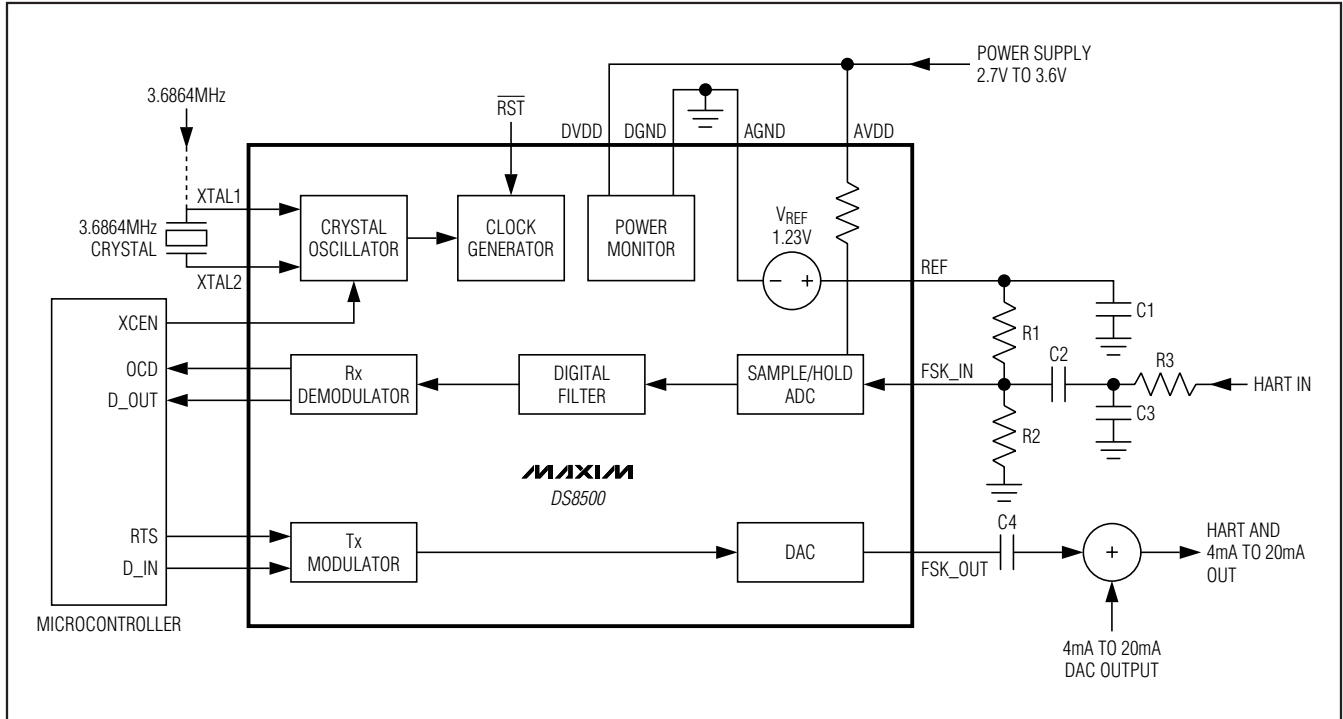 POWER SUPPLY
2.7V TO 3.6V
3.6864MHz
RST
DVDD
DGND
AGND
AVDD
XTAL1
3.6864MHz
CRYSTAL
XTAL2
CRYSTAL
OSCILLATOR
CLOCK
GENERATOR
POWER
MONITOR
VREF
1.23V
- +
REF
C1
R1
XCEN
OCD
D_OUT
Rx
DEMODULATOR
DIGITAL
FILTER
SAMPLE/HOLD
ADC
FSK_IN
C2
R3
HART IN
C3
R2
MAXIM
DS8500
RTS
D_IN
MICROCONTROLLER
Tx
MODULATOR
DAC
FSK_OUT
C4
+
HART AND
4mA TO 20mA
OUT
4mA TO 20mA
DAC OUTPUT